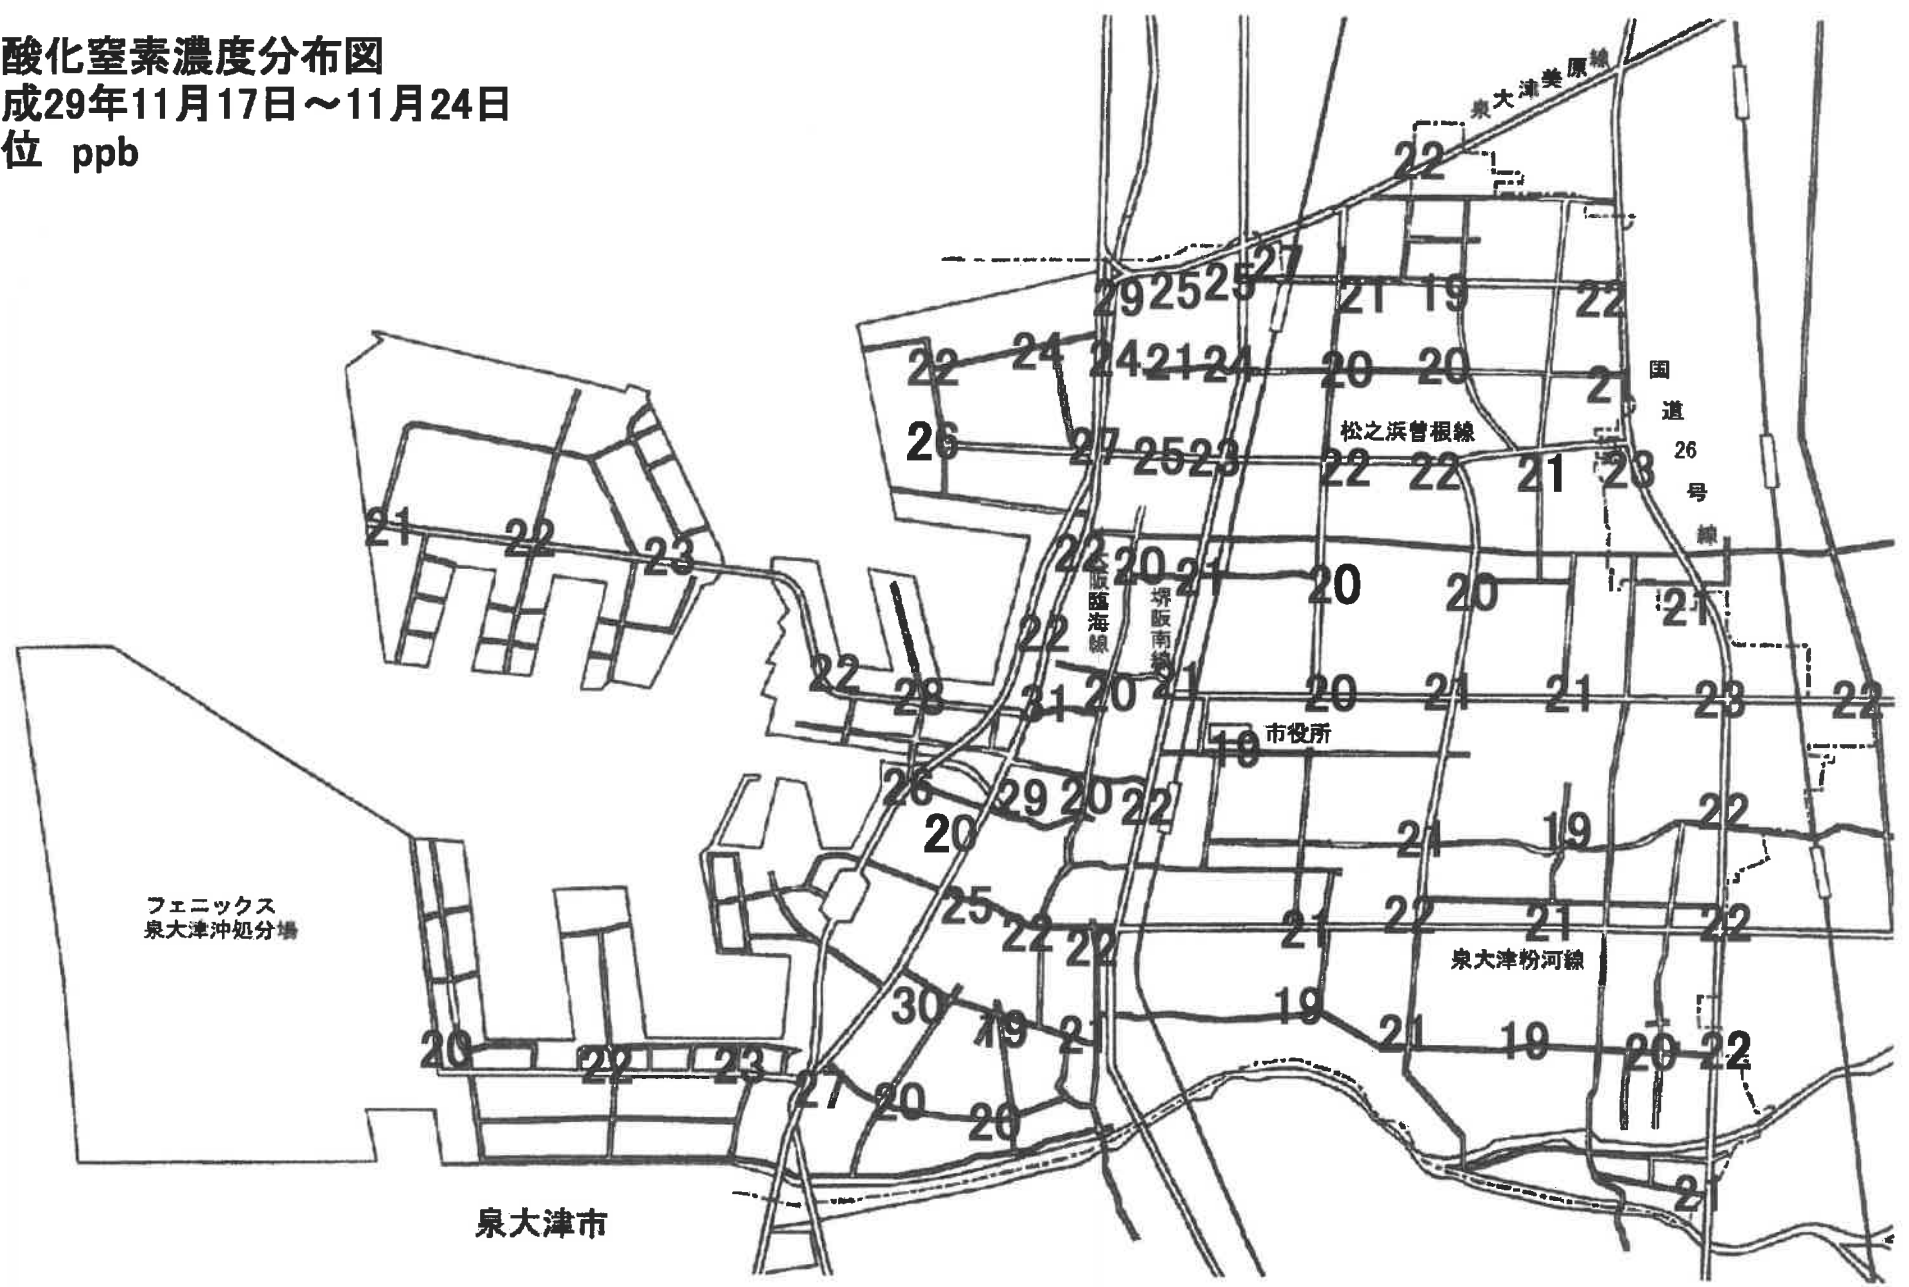 酸化窒素濃度分布図
成29年11月17日～11月24日
位 ppb
泉大津美原線
22
27
29 25 25 21 19 22
22 24 24 21 24 20 20 2
国道26号線
松之浜曽根線
26 27 25 23 22 22 21 23
21 22 23 22 20 21 20 20 21
大阪臨海線
堺阪南線
22
22 28 31 20 21 20 21 21 23 22
市役所
19
26 29 20 22 22
20 21 19
25 22 22 21 22 21 22
フェニックス
泉大津沖処分場
泉大津粉河線
30 19 21 19 21 19 20 22
20 22 23 27 20 20
21
泉大津市